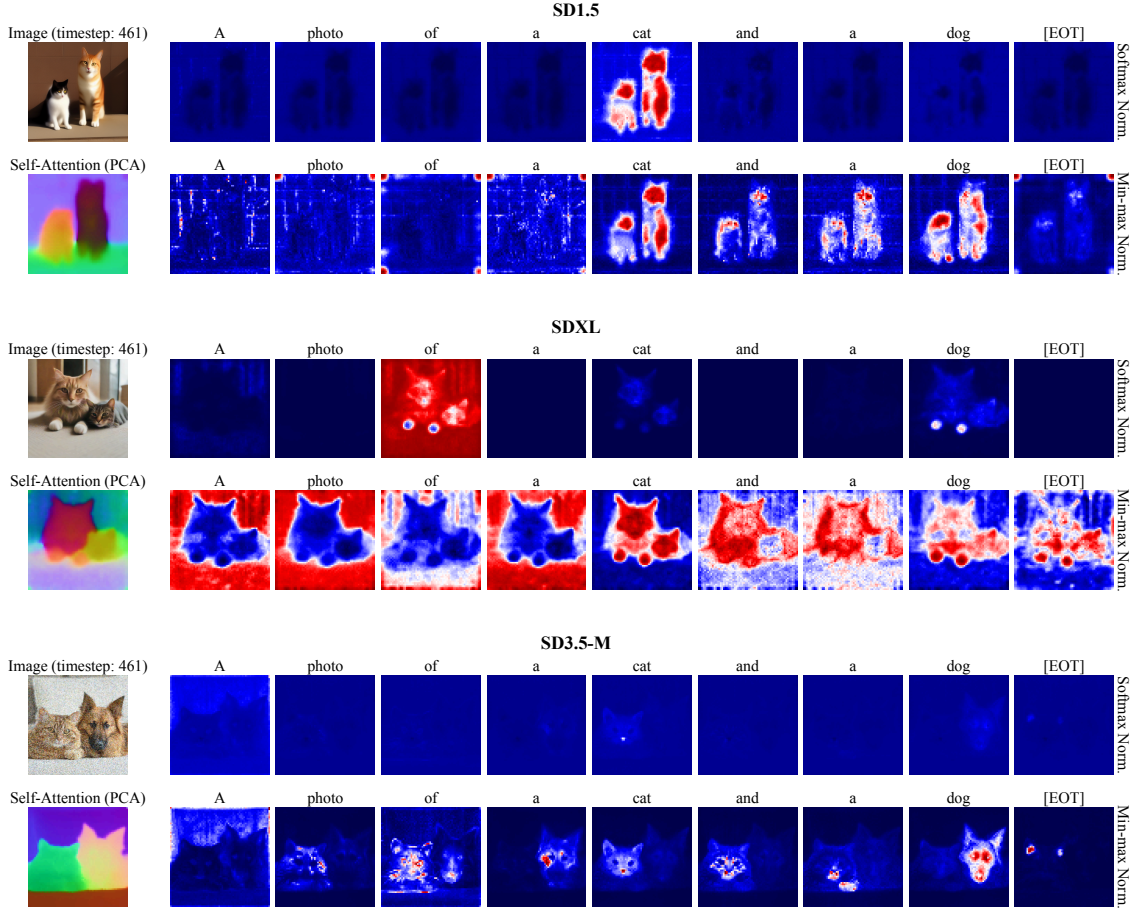 SD1.5
Image (timestep: 461) A photo of a cat and a dog [EOT]
Softmax Norm.
Self-Attention (PCA) A photo of a cat and a dog [EOT]
Min-max Norm.
SDXL
Image (timestep: 461) A photo of a cat and a dog [EOT]
Softmax Norm.
Self-Attention (PCA) A photo of a cat and a dog [EOT]
Min-max Norm.
SD3.5-M
Image (timestep: 461) A photo of a cat and a dog [EOT]
Softmax Norm.
Self-Attention (PCA) A photo of a cat and a dog [EOT]
Min-max Norm.